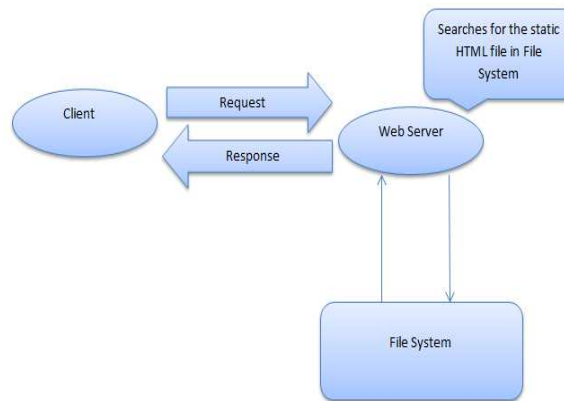 Searches for the static
HTML file in File
System
Client
Request
Web Server
Response
File System